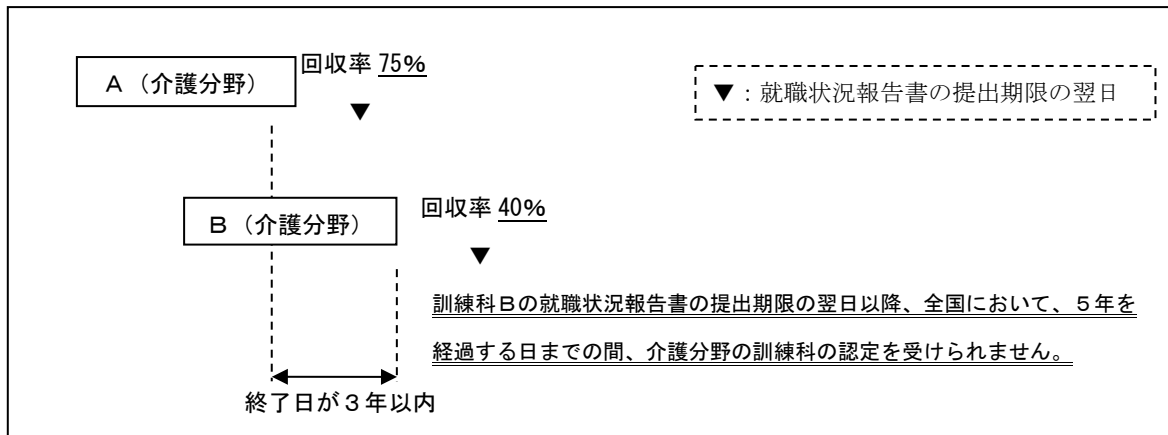 A（介護分野）
回収率 75％
▼
▼：就職状況報告書の提出期限の翌日
B（介護分野）
回収率 40％
▼
訓練科Bの就職状況報告書の提出期限の翌日以降、全国において、５年を
経過する日までの間、介護分野の訓練科の認定を受けられません。
終了日が３年以内